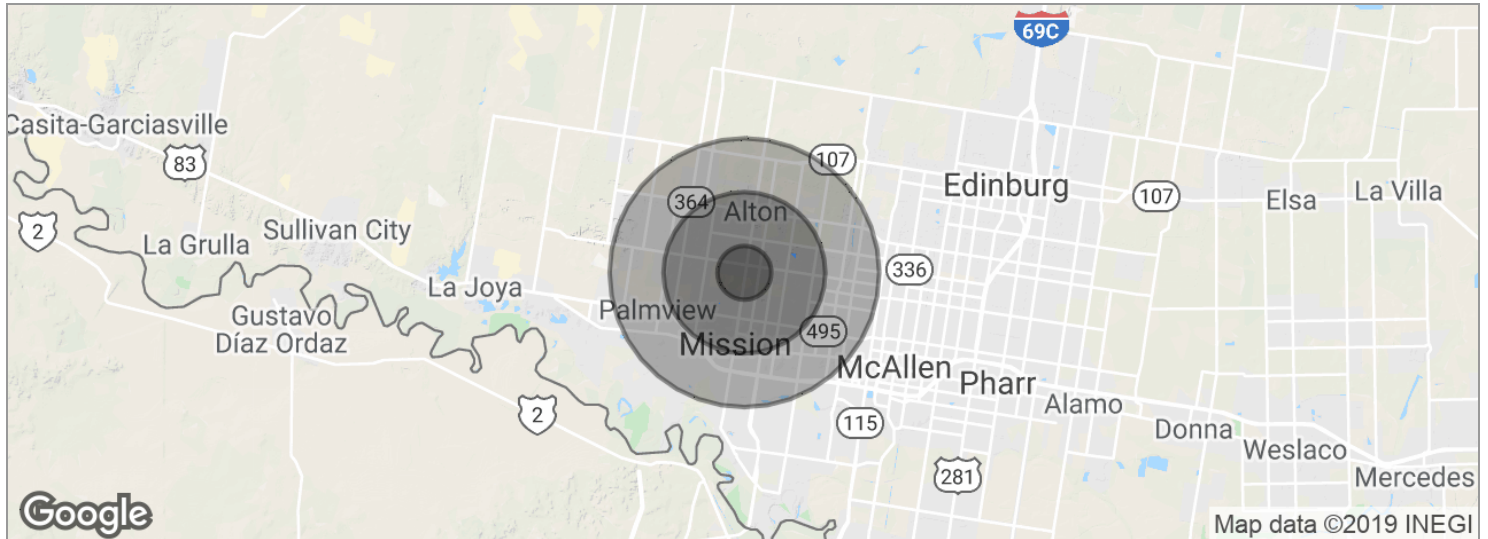 69C
Casita-Garciasville
83
107
107
Edinburg
Elsa
La Villa
364
Alton
2
La Grulla
Sullivan City
336
La Joya
Palmview
Gustavo
Díaz Ordaz
495
Mission
McAllen
Pharr
Alamo
2
115
Donna
Weslaco
281
Mercedes
Google
Map data ©2019 INEGI